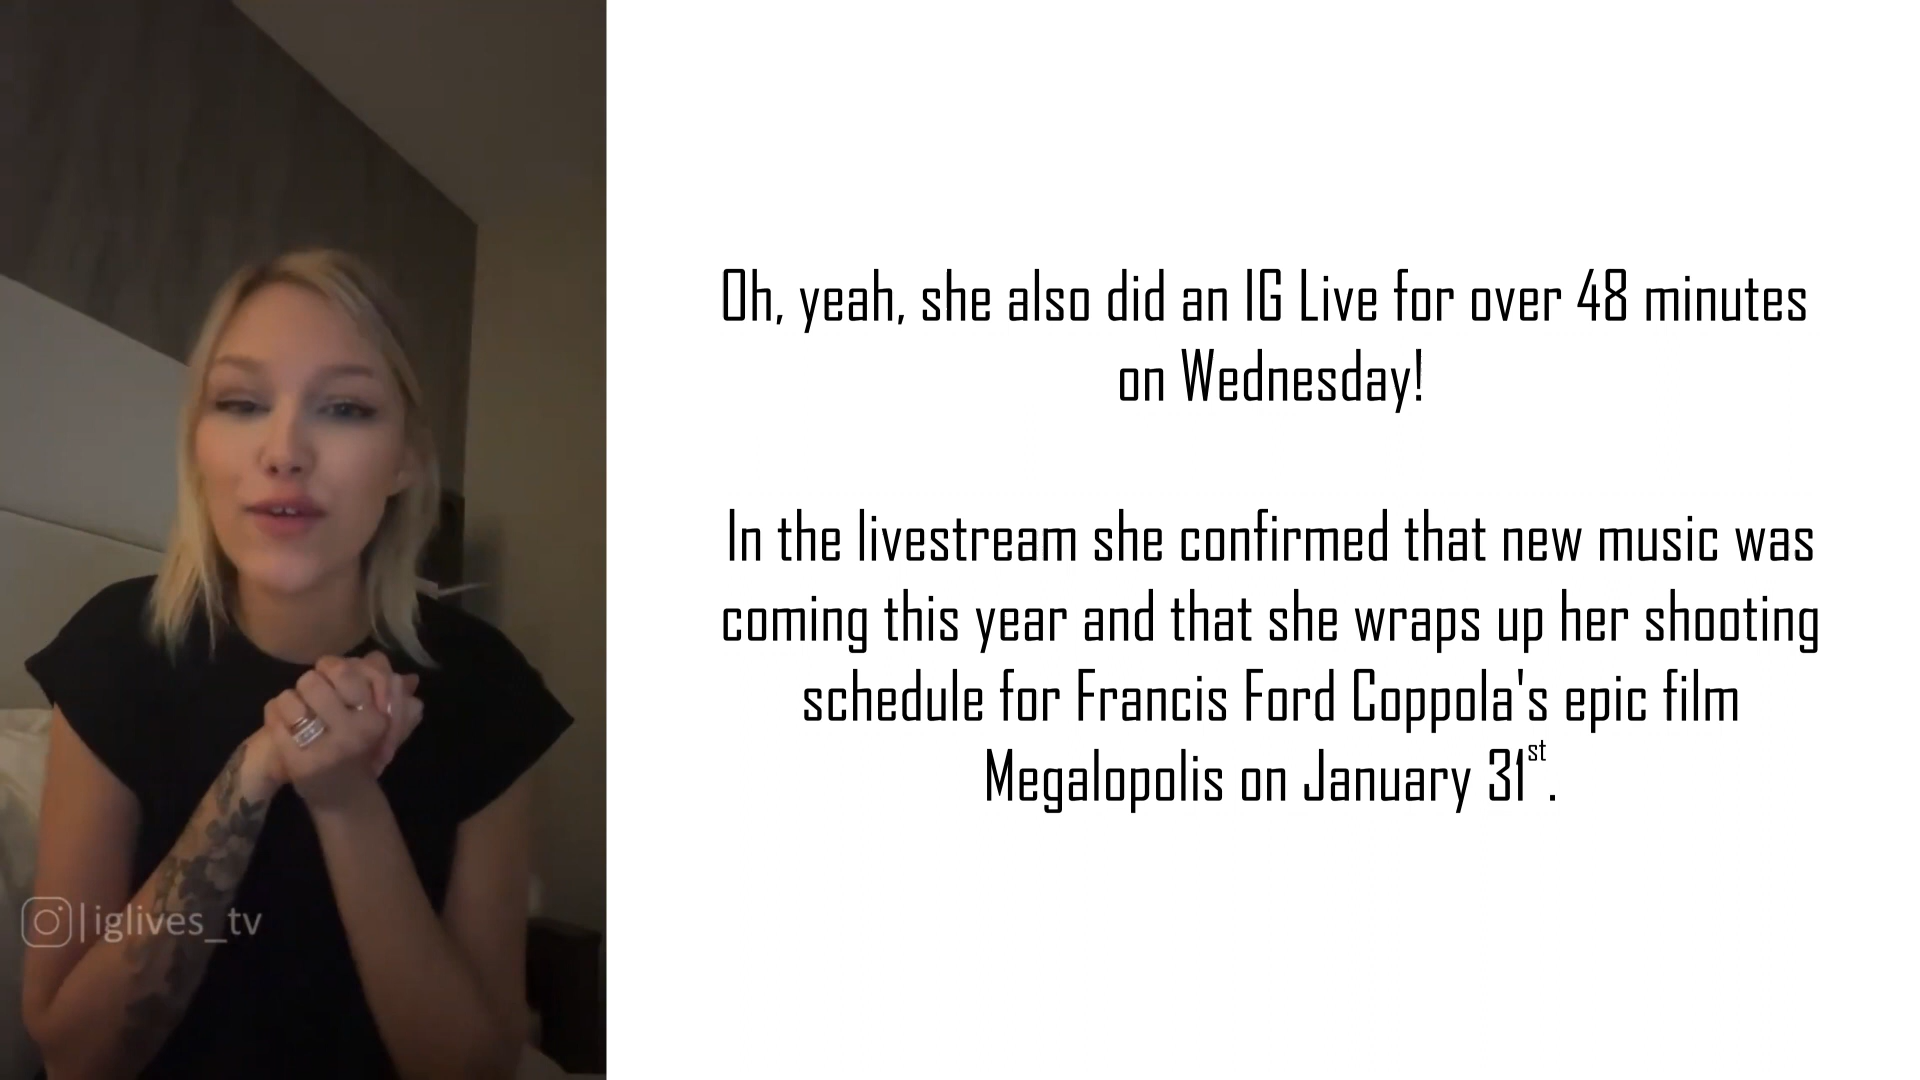 Oh, yeah, she also did an IG Live for over 48 minutes
on Wednesday!
In the livestream she confirmed that new music was
coming this year and that she wraps up her shooting
schedule for Francis Ford Coppola's epic film
Megalopolis on January 31st.
|iglives_tv